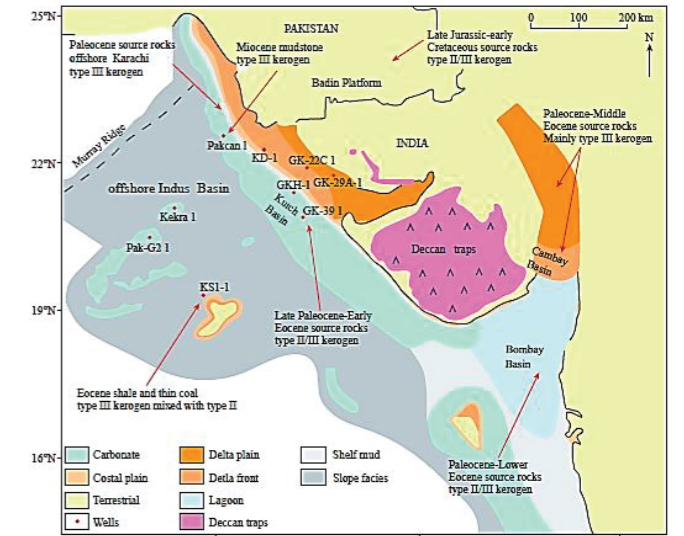 25°N
22°N
19°N
16°N
PAKISTAN
0 100 200 km
N
Paleocene source rocks
offshore Karachi
type III kerogen
Miocene mudstone
type III kerogen
Late Jurassic-early
Cretaceous source rocks
type II/III kerogen
Badin Platform
Paleocene-Middle
Eocene source rocks
Mainly type III kerogen
Murray Ridge
Pakcan 1
KD-1
INDIA
GK-22C 1
GKH-1
GK-29A-1
Kutch
Basin
GK-39 1
offshore Indus Basin
Kekra 1
Pak-G2 1
Deccan traps
Cambay
Basin
KS1-1
Late Paleocene-Early
Eocene source rocks
type II/III kerogen
Bombay
Basin
Eocene shale and thin coal
type III kerogen mixed with type II
Paleocene-Lower
Eocene source rocks
type II/III kerogen
Carbonate
Delta plain
Shelf mud
Costal plain
Detla front
Slope facies
Terrestrial
Lagoon
Wells
Deccan traps